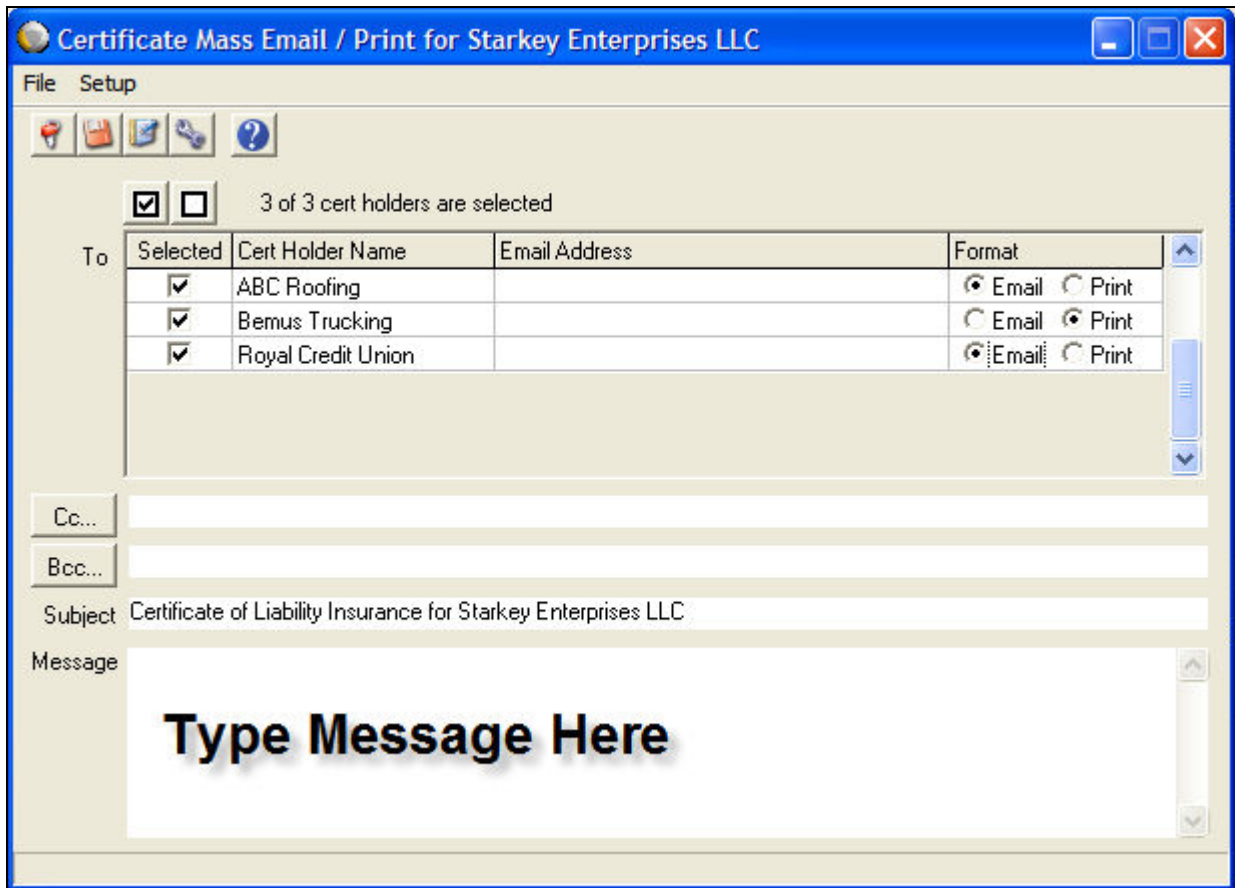 Certificate Mass Email / Print for Starkey Enterprises LLC
File Setup
3 of 3 cert holders are selected
To
Selected Cert Holder Name Email Address Format
ABC Roofing Email Print
Bemus Trucking Email Print
Royal Credit Union Email Print
Cc...
Bcc...
Subject Certificate of Liability Insurance for Starkey Enterprises LLC
Message
Type Message Here